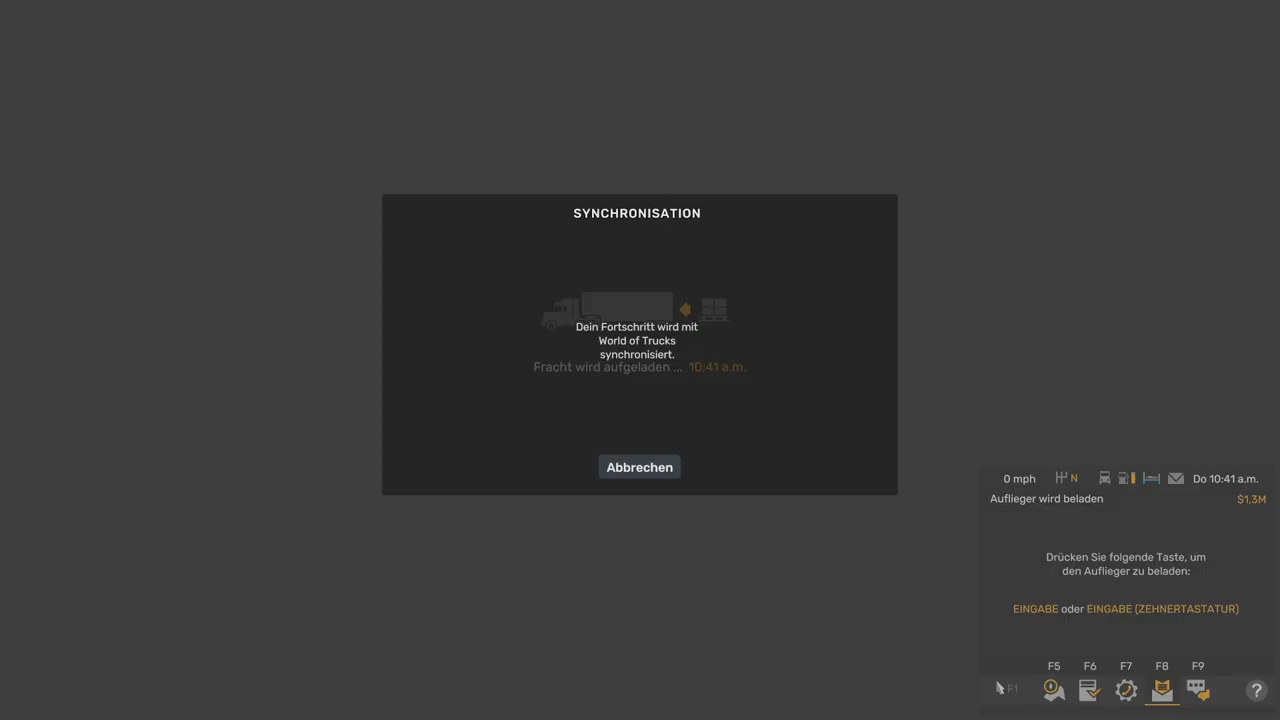 SYNCHRONISATION
Dein Fortschritt wird mit
World of Trucks
synchronisiert.
Fracht wird aufgeladen ... 10:41 a.m.
Abbrechen
0 mph N Do 10:41 a.m.
Auflieger wird beladen $1,3M
Drücken Sie folgende Taste, um
den Auflieger zu beladen:
EINGABE oder EINGABE (ZEHNERTASTATUR)
F5 F6 F7 F8 F9
F1 ?